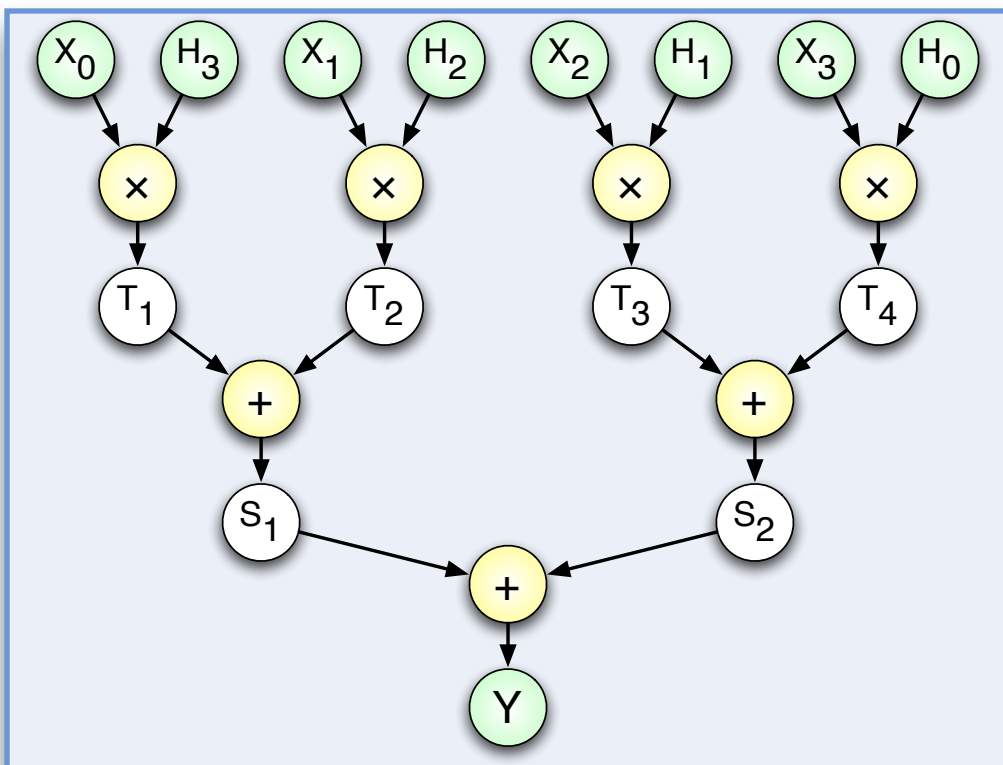 X0 H3 X1 H2 X2 H1 X3 H0
× × × ×
T1 T2 T3 T4
+ +
S1 S2
+
Y